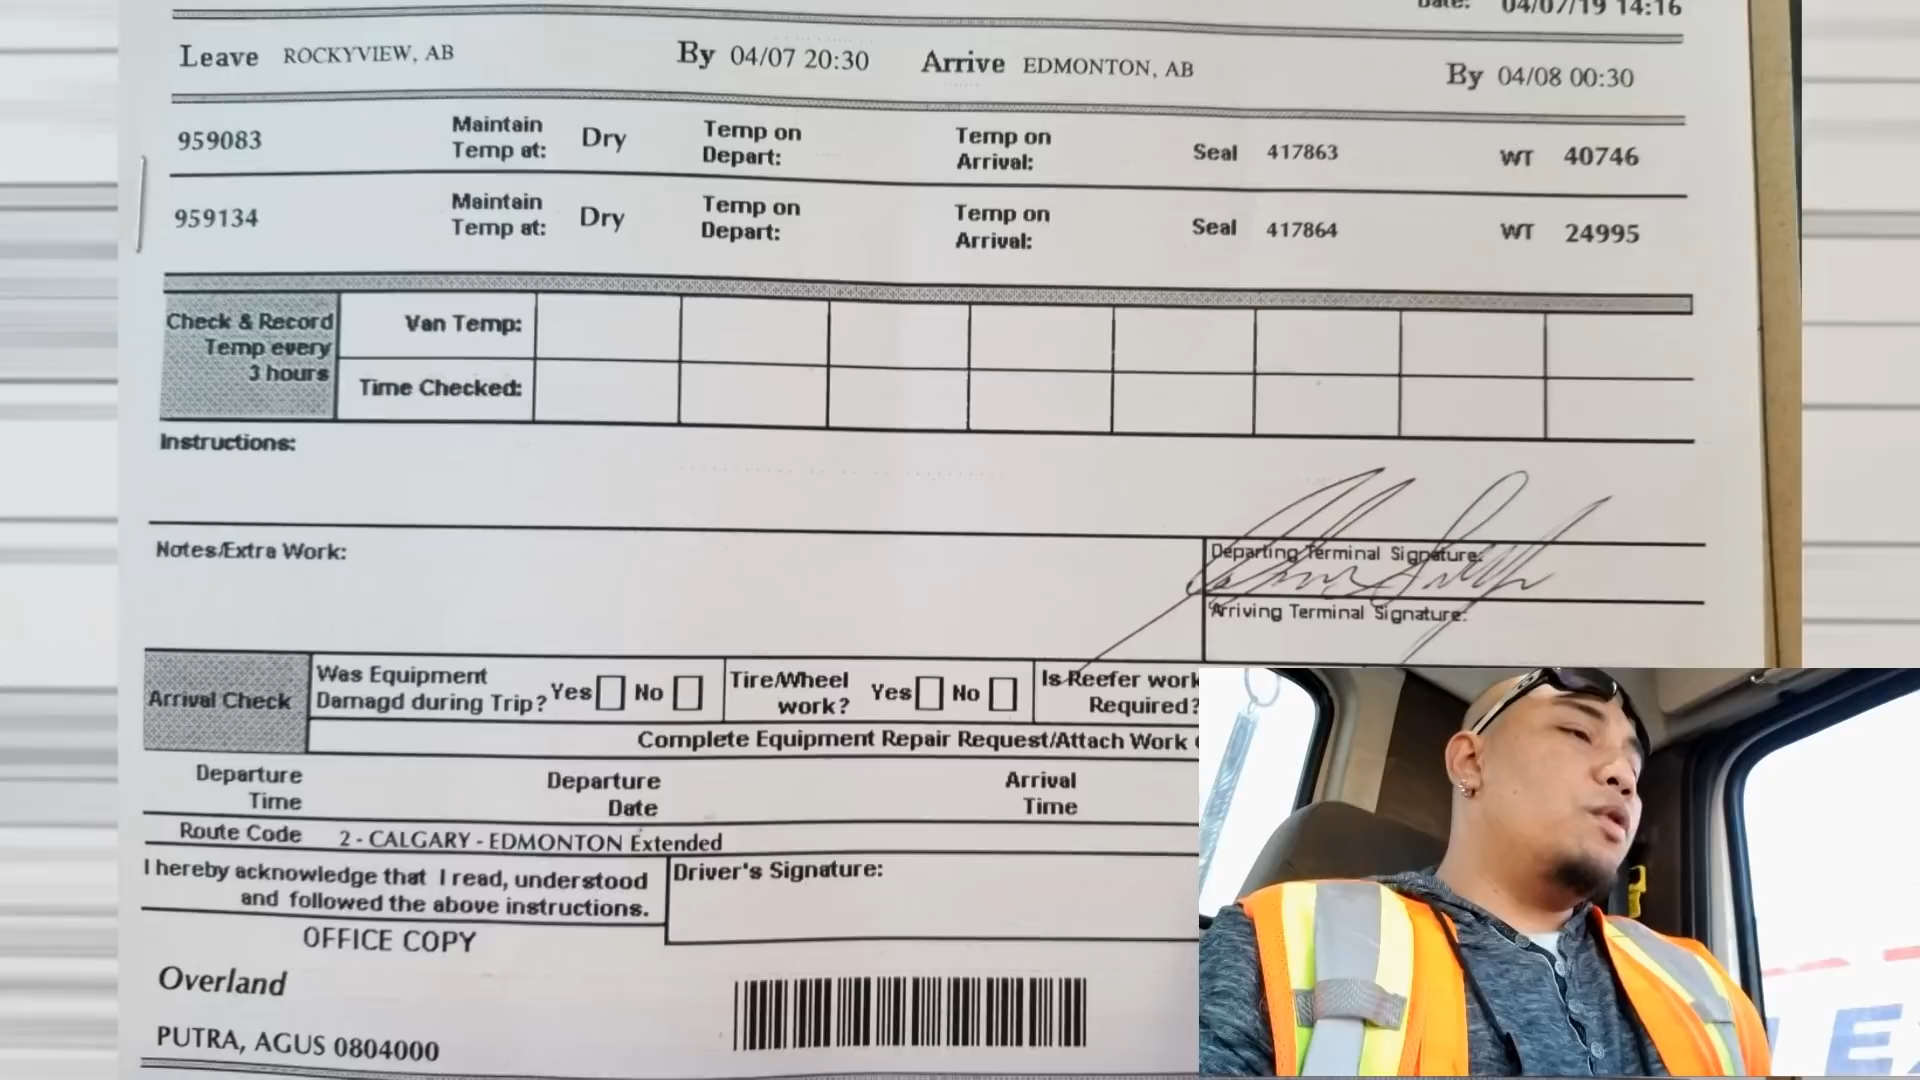 Date: 04/07/19 14:16
Leave ROCKYVIEW, AB By 04/07 20:30 Arrive EDMONTON, AB By 04/08 00:30
959083 Maintain Temp at: Dry Temp on Depart: Temp on Arrival: Seal 417863 WT 40746
959134 Maintain Temp at: Dry Temp on Depart: Temp on Arrival: Seal 417864 WT 24995
Check & Record
Temp every
3 hours
Van Temp:
Time Checked:
Instructions:
Notes/Extra Work:
Departing Terminal Signature:
Arriving Terminal Signature:
Arrival Check
Was Equipment
Damagd during Trip? Yes No
Tire/Wheel
work? Yes No
Is Reefer work
Required?
Complete Equipment Repair Request/Attach Work
Departure
Time
Departure
Date
Arrival
Time
Route Code 2 - CALGARY - EDMONTON Extended
I hereby acknowledge that I read, understood
and followed the above instructions.
Driver's Signature:
OFFICE COPY
Overland
PUTRA, AGUS 0804000